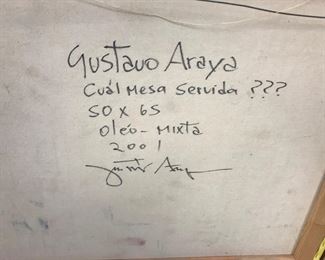 Gustavo Araya
Cuál Mesa Servida ???
50 x 65
oleo - Mixta
2001